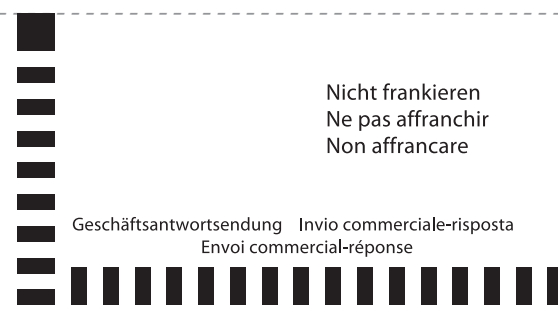 Nicht frankieren
Ne pas affranchir
Non affrancare
Geschäftsantwortsendung Invio commerciale-risposta
Envoi commercial-réponse